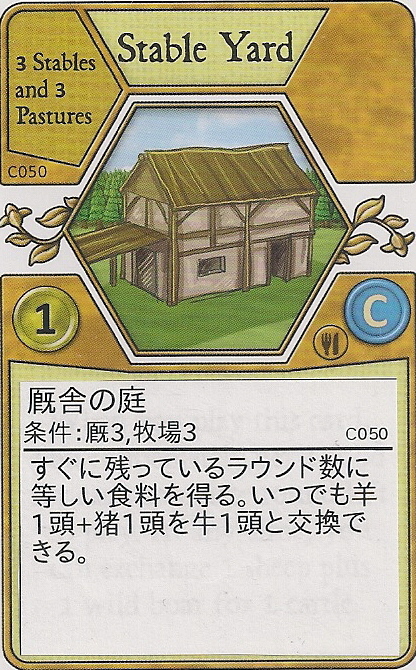 Stable Yard
3 Stables
and 3
Pastures
C050
1
C
厩舎の庭
条件:厩3,牧場3 C050
すぐに残っているラウンド数に
等しい食料を得る。いつでも羊
1頭+猪1頭を牛1頭と交換で
きる。